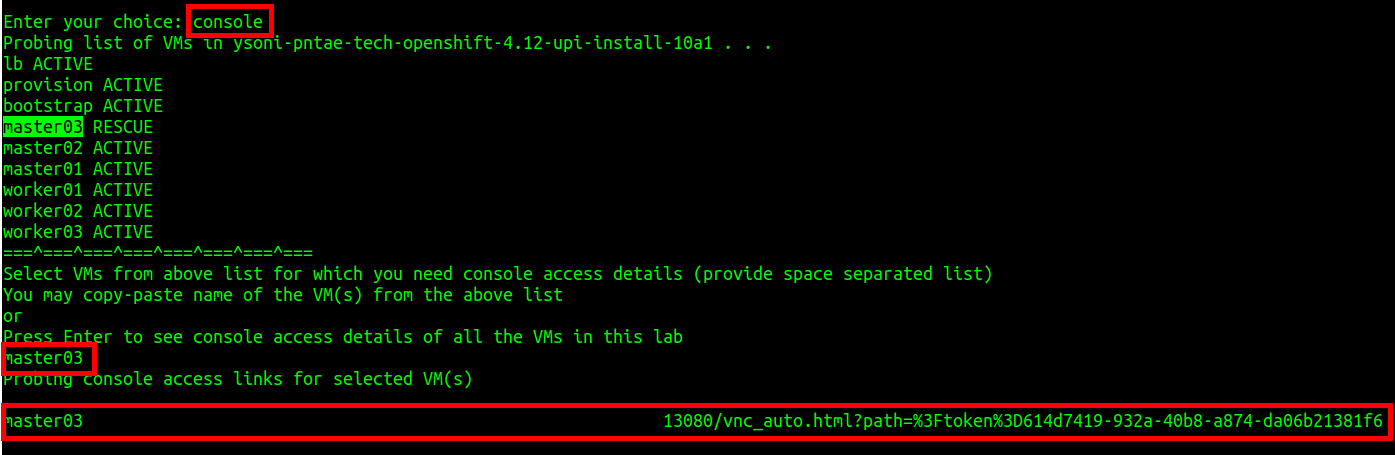 Enter your choice: console
Probing list of VMs in ysoni-pntae-tech-openshift-4.12-upi-install-10a1 . . .
lb ACTIVE
provision ACTIVE
bootstrap ACTIVE
master03 RESCUE
master02 ACTIVE
master01 ACTIVE
worker01 ACTIVE
worker02 ACTIVE
worker03 ACTIVE
===^===^===^===^===^===^===^===
Select VMs from above list for which you need console access details (provide space separated list)
You may copy-paste name of the VM(s) from the above list
or
Press Enter to see console access details of all the VMs in this lab
master03
Probing console access links for selected VM(s)
master03 13080/vnc_auto.html?path=%3Ftoken%3D614d7419-932a-40b8-a874-da06b21381f6